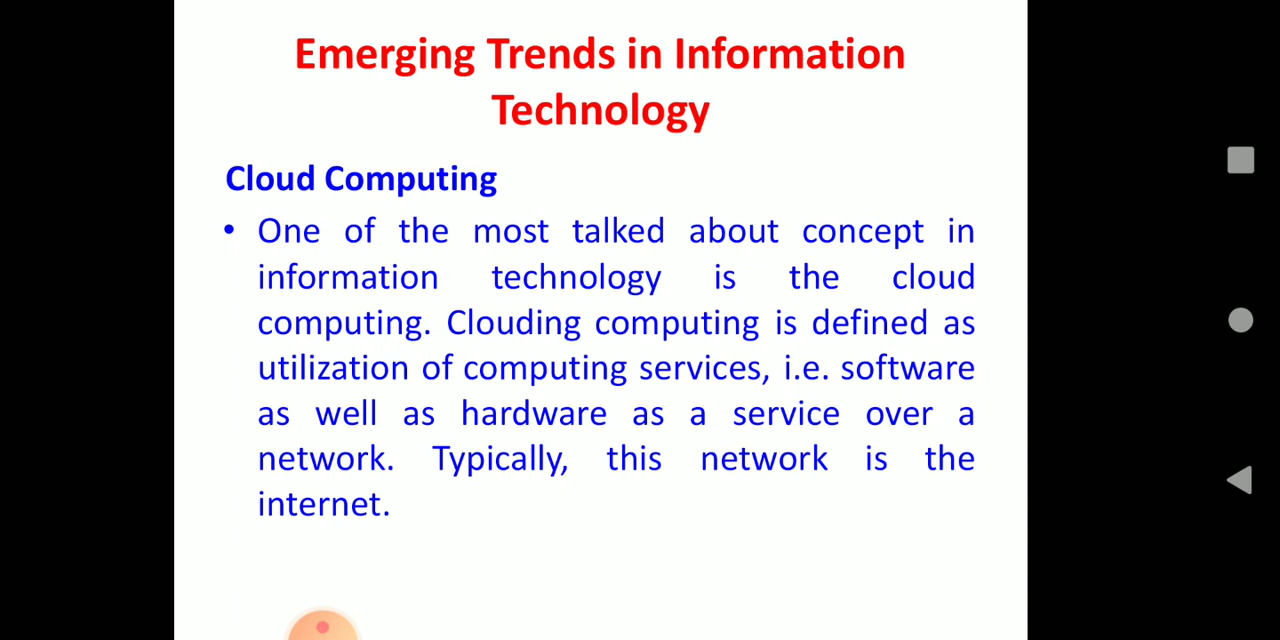 Emerging Trends in Information
Technology
Cloud Computing
• One of the most talked about concept in
information technology is the cloud
computing. Clouding computing is defined as
utilization of computing services, i.e. software
as well as hardware as a service over a
network. Typically, this network is the
internet.